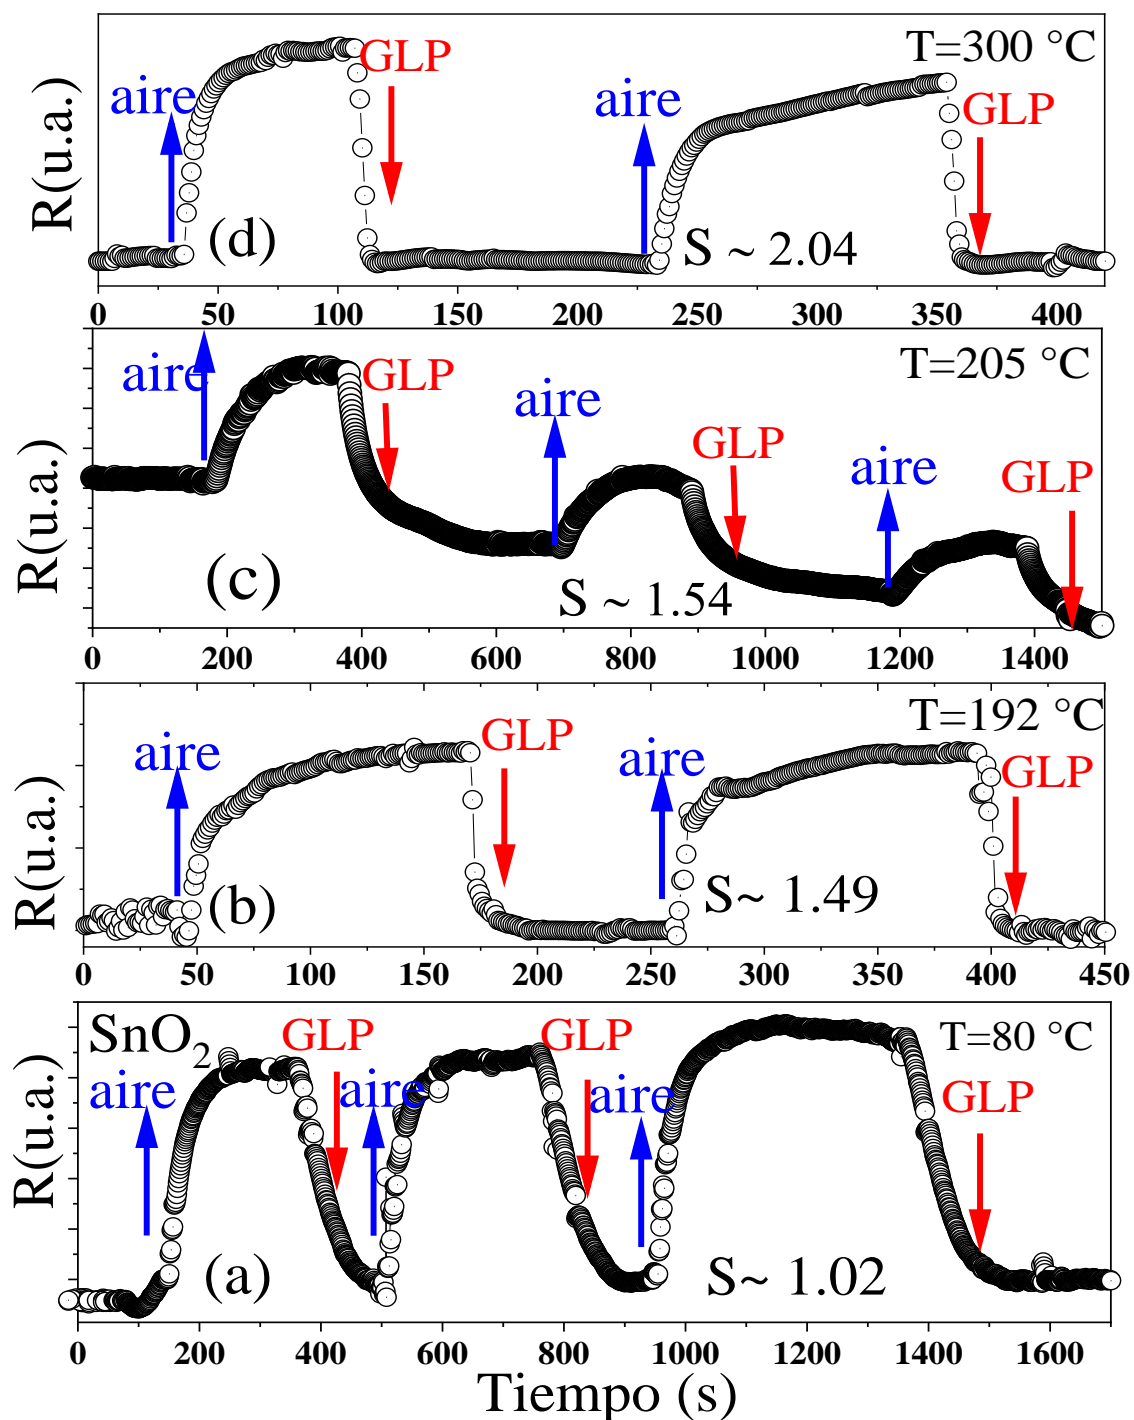 T=300 °C
GLP
aire
aire
GLP
R(u.a.)
(d)
S ~ 2.04
0 50 100 150 200 250 300 350 400
T=205 °C
aire
GLP
aire
GLP
aire
GLP
R(u.a.)
(c)
S ~ 1.54
0 200 400 600 800 1000 1200 1400
T=192 °C
aire
GLP
aire
GLP
R(u.a.)
(b)
S~ 1.49
0 50 100 150 200 250 300 350 400 450
SnO2
GLP
GLP
T=80 °C
aire
aire
aire
GLP
R(u.a.)
(a)
S~ 1.02
0 200 400 600 800 1000 1200 1400 1600
Tiempo (s)